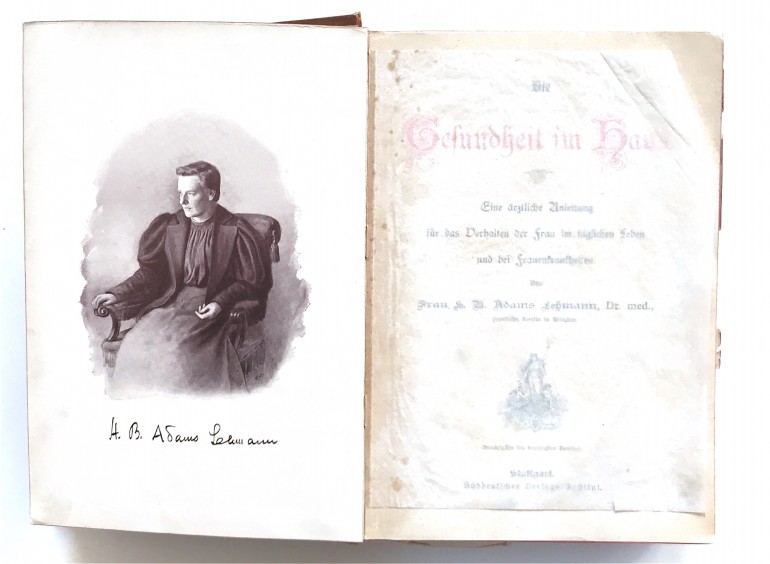 H. B. Adams Lehmann
Die
Gesundheit im Haus
Eine ärztliche Anleitung
für das Verhalten der Frau im täglichen Leben
und bei Frauenkrankheiten
Von
Frau H. B. Adams Lehmann, Dr. med.,
Stuttgart.
Süddeutsches Verlags-Institut.